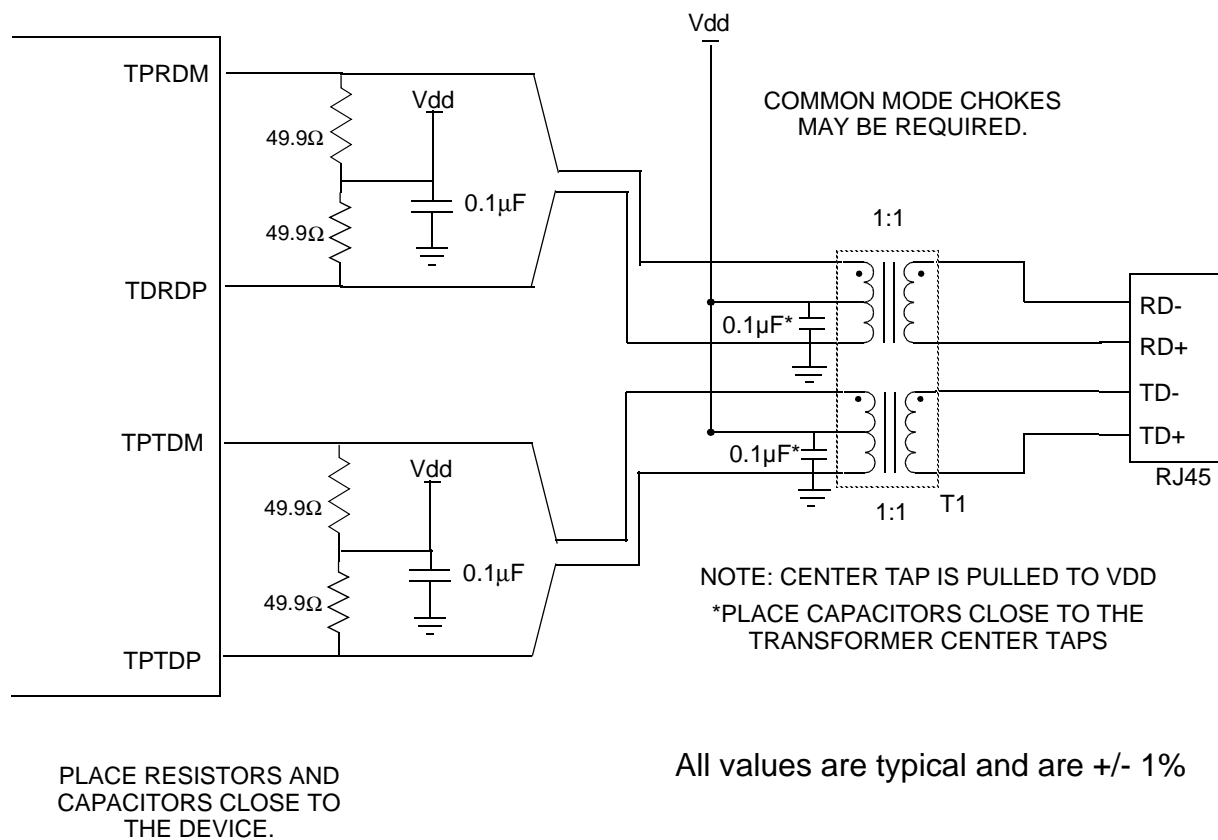 Vdd
TPRDM
Vdd
COMMON MODE CHOKES
MAY BE REQUIRED.
49.9Ω
0.1µF
49.9Ω
1:1
TDRDP
RD-
0.1µF*
RD+
TD-
TPTDM
TD+
0.1µF*
Vdd
RJ45
49.9Ω
1:1
T1
0.1µF
NOTE: CENTER TAP IS PULLED TO VDD
49.9Ω
*PLACE CAPACITORS CLOSE TO THE
TRANSFORMER CENTER TAPS
TPTDP
All values are typical and are +/- 1%
PLACE RESISTORS AND
CAPACITORS CLOSE TO
THE DEVICE.